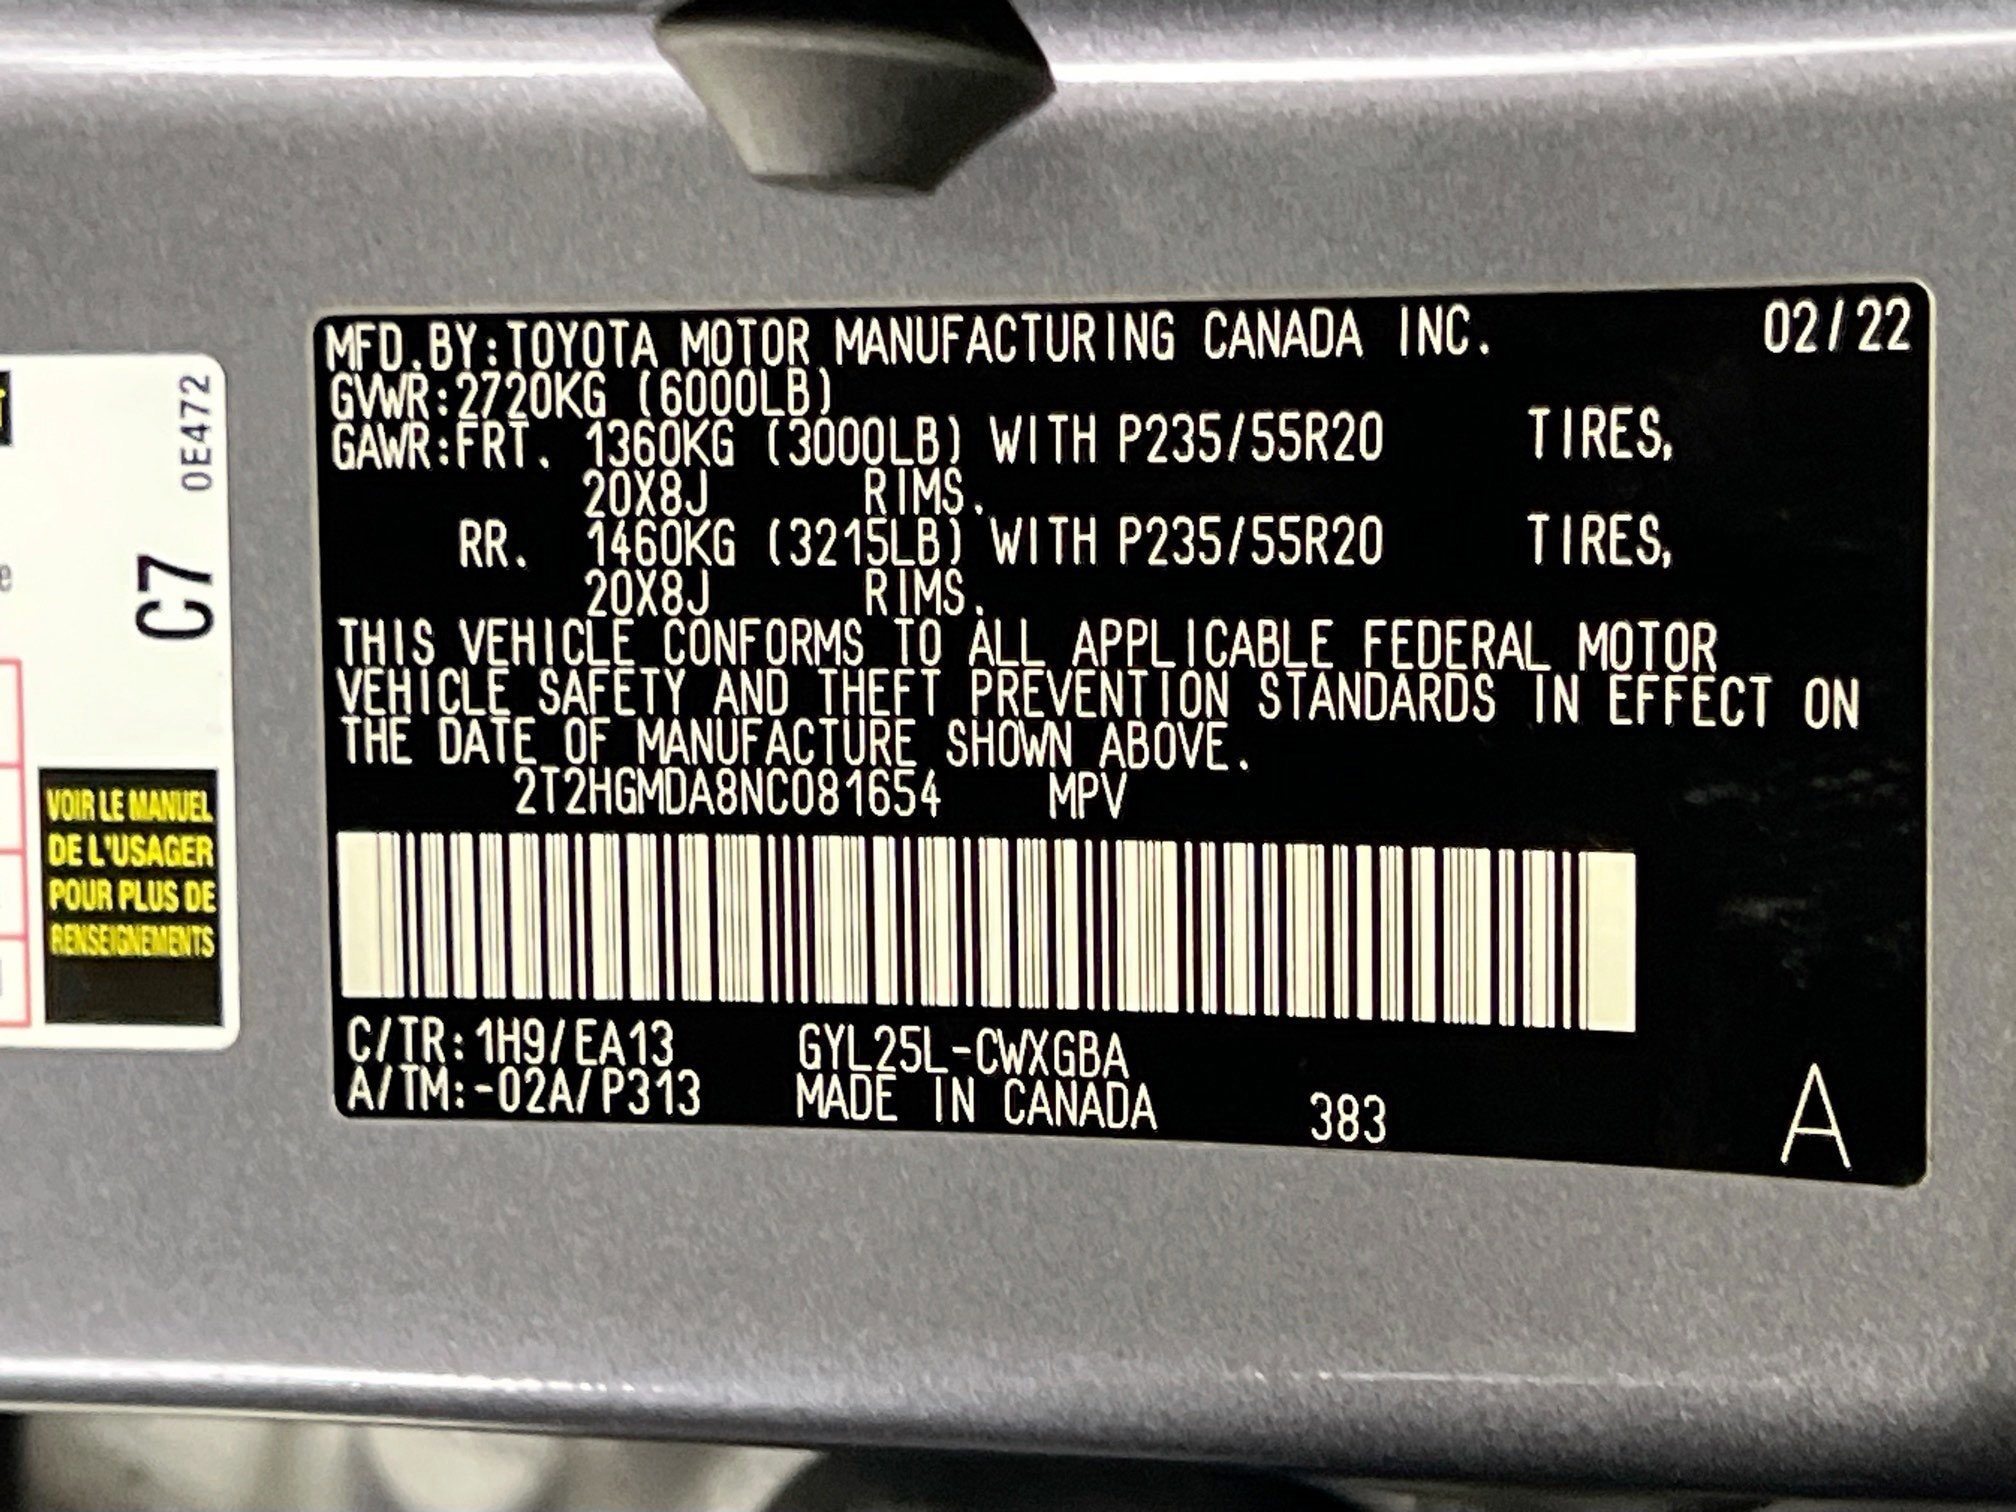 MFD.BY:TOYOTA MOTOR MANUFACTURING CANADA INC. 02/22
GVWR:2720KG (6000LB)
GAWR:FRT. 1360KG (3000LB) WITH P235/55R20 TIRES,
20X8J RIMS.
RR. 1460KG (3215LB) WITH P235/55R20 TIRES,
20X8J RIMS.
THIS VEHICLE CONFORMS TO ALL APPLICABLE FEDERAL MOTOR
VEHICLE SAFETY AND THEFT PREVENTION STANDARDS IN EFFECT ON
THE DATE OF MANUFACTURE SHOWN ABOVE.
2T2HGMDA8NC081654 MPV
C/TR:1H9/EA13 GYL25L-CWXGBA
A/TM:-02A/P313 MADE IN CANADA 383 A
C7 0E472
VOIR LE MANUEL
DE L'USAGER
POUR PLUS DE
RENSEIGNEMENTS